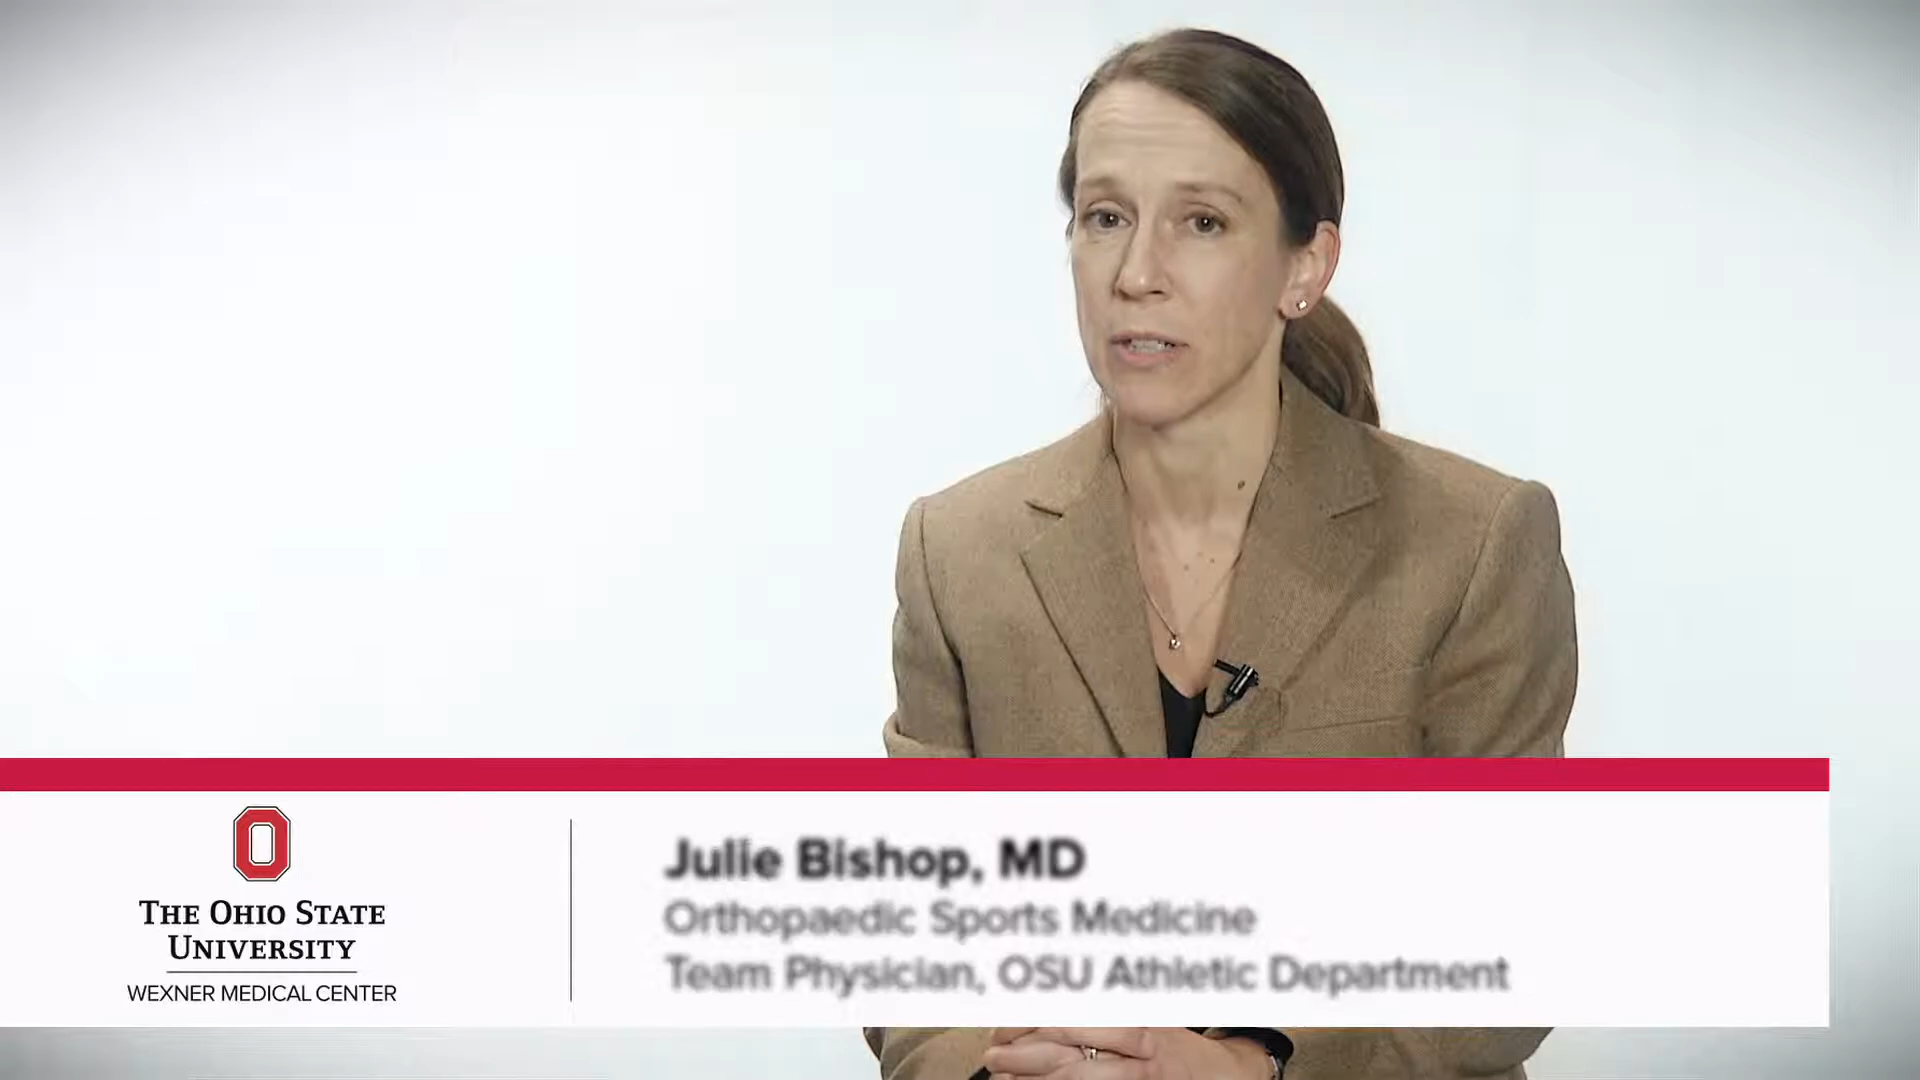 THE OHIO STATE
UNIVERSITY
WEXNER MEDICAL CENTER
Julie Bishop, MD
Orthopaedic Sports Medicine
Team Physician, OSU Athletic Department